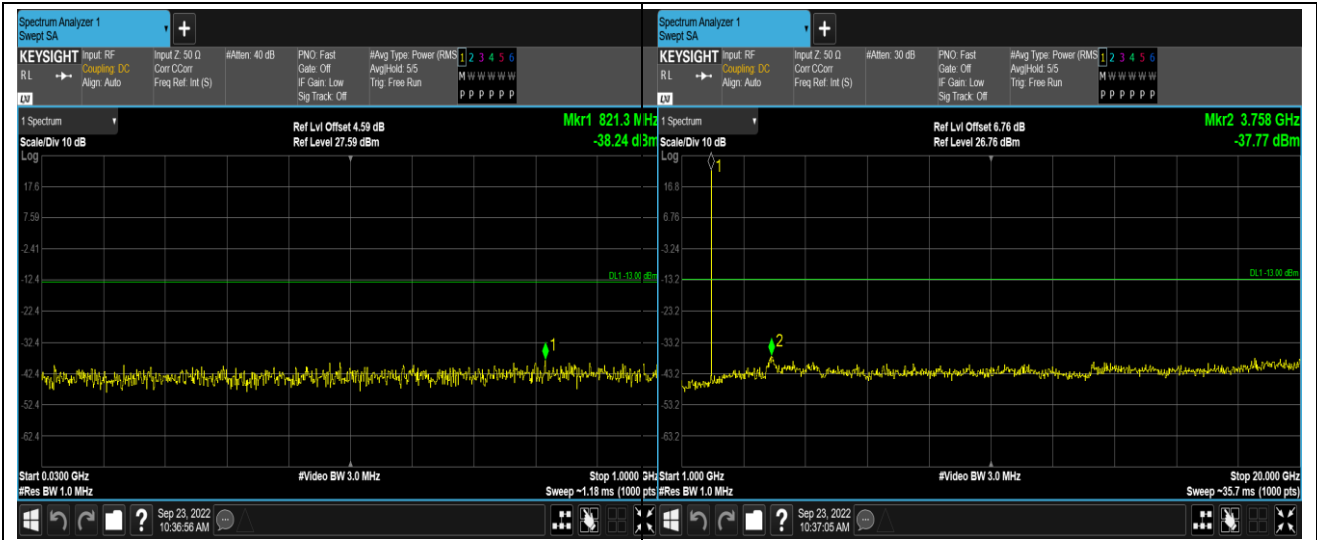 Spectrum Analyzer 1
Swept SA
+
KEYSIGHT
RL
LXI
Input: RF
Coupling: DC
Align: Auto
Input Z: 50 Ω
Corr CCorr
Freq Ref: Int (S)
#Atten: 40 dB
PNO: Fast
Gate: Off
IF Gain: Low
Sig Track: Off
#Avg Type: Power (RMS
Avg|Hold: 5/5
Trig: Free Run
1 2 3 4 5 6
M W W W W W
P P P P P P
1 Spectrum
Scale/Div 10 dB
Log
Ref Lvl Offset 4.59 dB
Ref Level 27.59 dBm
Mkr1 821.3 MHz
-38.24 dBm
17.6
7.59
-2.41
-12.4
-22.4
-32.4
-42.4
-52.4
-62.4
DL1 -13.00 dBm
1
Start 0.0300 GHz
#Res BW 1.0 MHz
#Video BW 3.0 MHz
Stop 1.0000 GHz
Sweep ~1.18 ms (1000 pts)
?
Sep 23, 2022
10:36:56 AM
Spectrum Analyzer 1
Swept SA
+
KEYSIGHT
RL
LXI
Input: RF
Coupling: DC
Align: Auto
Input Z: 50 Ω
Corr CCorr
Freq Ref: Int (S)
#Atten: 30 dB
PNO: Fast
Gate: Off
IF Gain: Low
Sig Track: Off
#Avg Type: Power (RMS
Avg|Hold: 5/5
Trig: Free Run
1 2 3 4 5 6
M W W W W W
P P P P P P
1 Spectrum
Scale/Div 10 dB
Log
Ref Lvl Offset 6.76 dB
Ref Level 26.76 dBm
Mkr2 3.758 GHz
-37.77 dBm
1
16.8
6.76
-3.24
-13.2
-23.2
-33.2
-43.2
-53.2
-63.2
DL1 -13.00 dBm
2
Start 1.000 GHz
#Res BW 1.0 MHz
#Video BW 3.0 MHz
Stop 20.000 GHz
Sweep ~35.7 ms (1000 pts)
?
Sep 23, 2022
10:37:05 AM